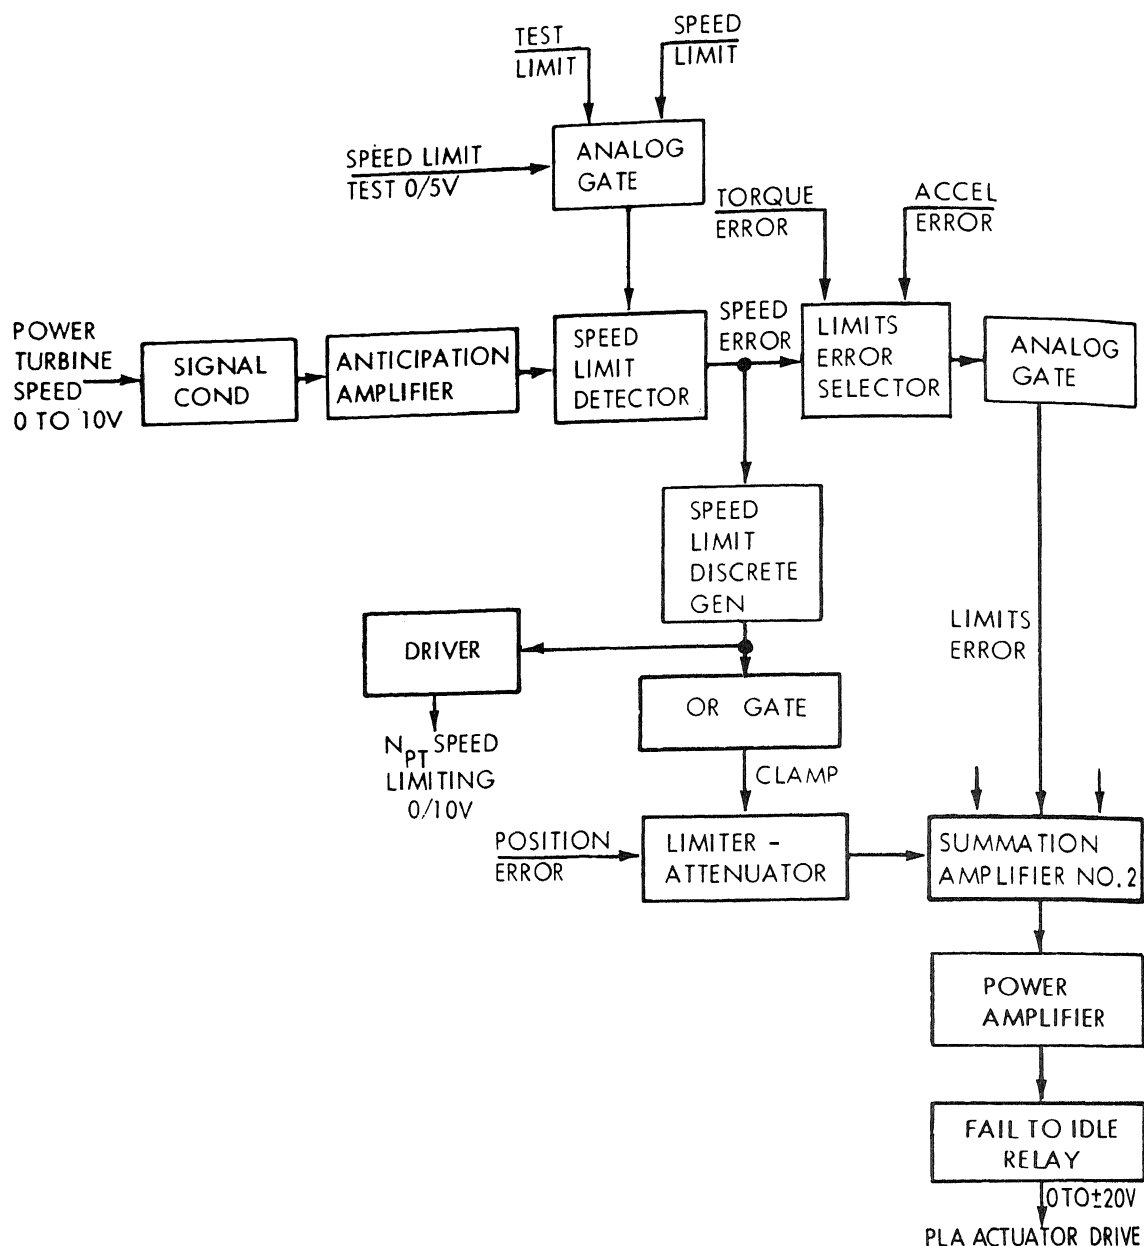 TEST
LIMIT
SPEED
LIMIT
SPEED LIMIT
TEST 0/5V
ANALOG
GATE
TORQUE
ERROR
ACCEL
ERROR
POWER
TURBINE
SPEED
0 TO 10V
SIGNAL
COND
ANTICIPATION
AMPLIFIER
SPEED
LIMIT
DETECTOR
SPEED
ERROR
LIMITS
ERROR
SELECTOR
ANALOG
GATE
SPEED
LIMIT
DISCRETE
GEN
LIMITS
ERROR
DRIVER
OR GATE
NPT SPEED
LIMITING
0/10V
CLAMP
POSITION
ERROR
LIMITER -
ATTENUATOR
SUMMATION
AMPLIFIER NO.2
POWER
AMPLIFIER
FAIL TO IDLE
RELAY
0 TO±20V
PLA ACTUATOR DRIVE